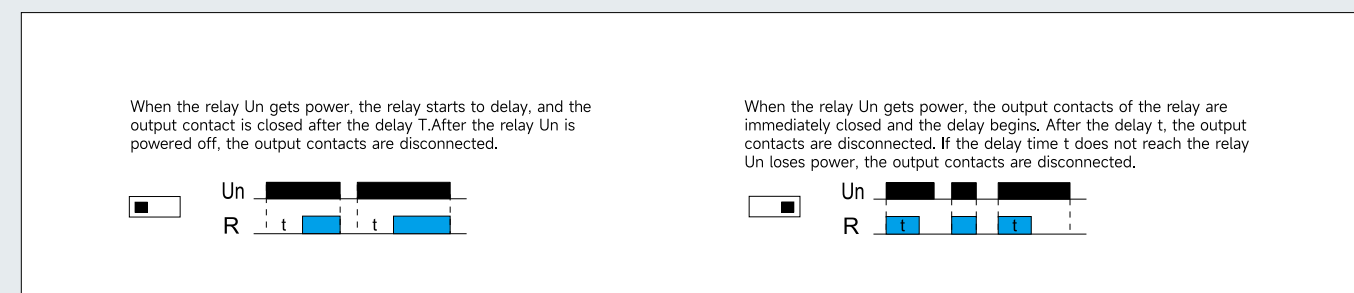 When the relay Un gets power, the relay starts to delay, and the
output contact is closed after the delay T.After the relay Un is
powered off, the output contacts are disconnected.
Un
R
t
t
When the relay Un gets power, the output contacts of the relay are
immediately closed and the delay begins. After the delay t, the output
contacts are disconnected. If the delay time t does not reach the relay
Un loses power, the output contacts are disconnected.
Un
R
t
t